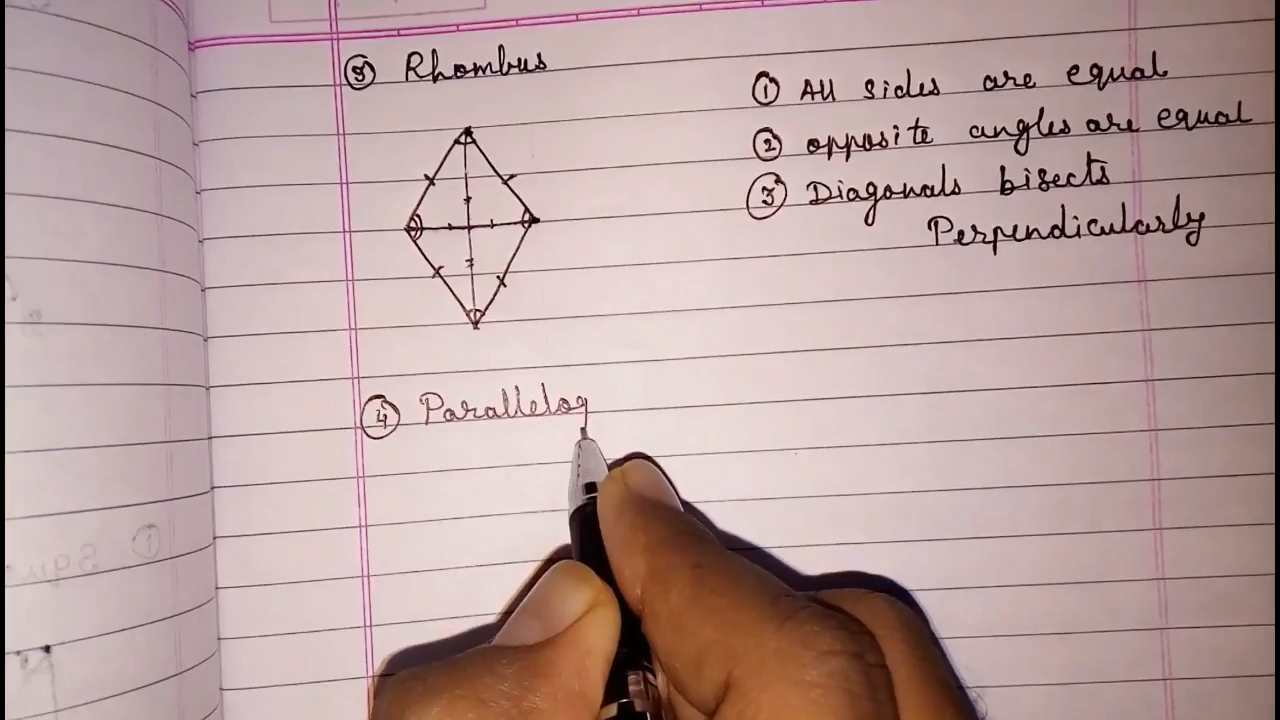 ③ Rhombus
① All sides are equal
② opposite angles are equal
③ Diagonals bisects
Perpendicularly
④ Parallelog